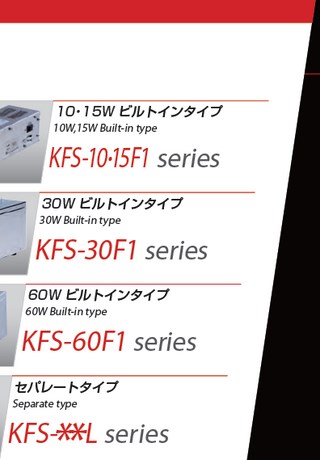 10･15W ビルトインタイプ
10W,15W Built-in type
KFS-10･15F1 series
30W ビルトインタイプ
30W Built-in type
KFS-30F1 series
60W ビルトインタイプ
60W Built-in type
KFS-60F1 series
セパレートタイプ
Separate type
KFS-**L series